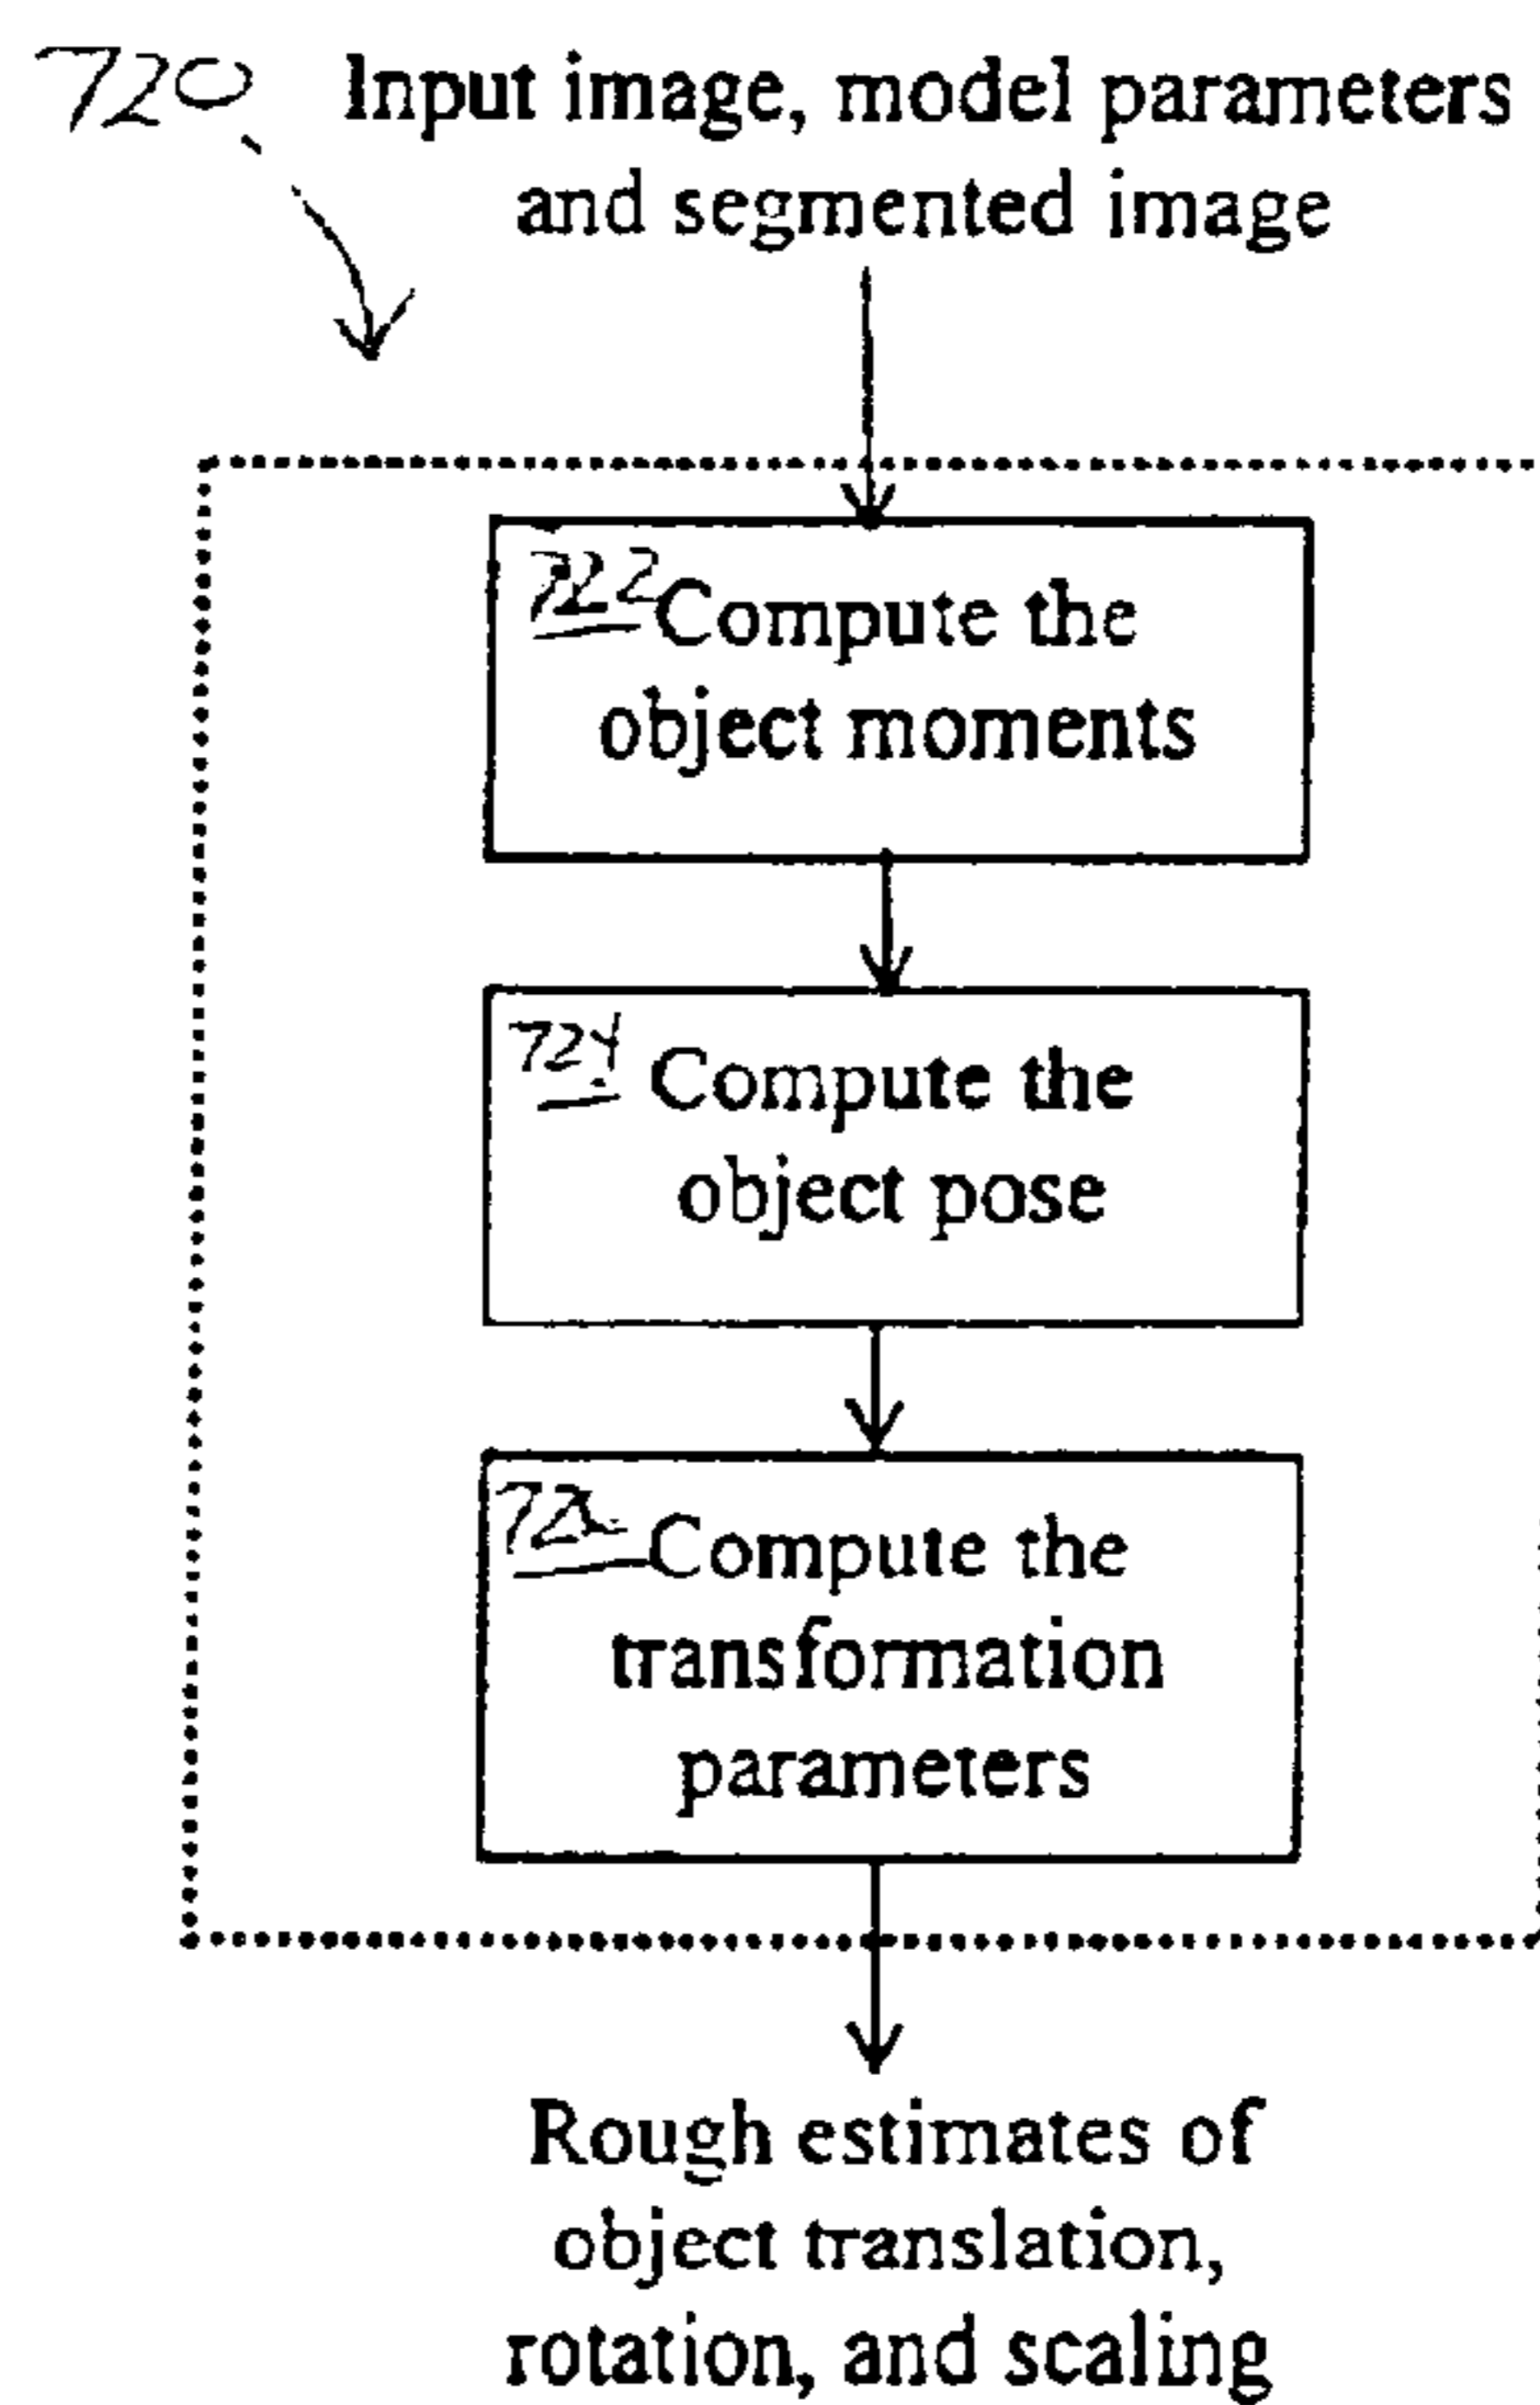 720 Input image, model parameters
and segmented image
722 Compute the
object moments
724 Compute the
object pose
Compute the
transformation
parameters
Rough estimates of
object translation,
rotation, and scaling